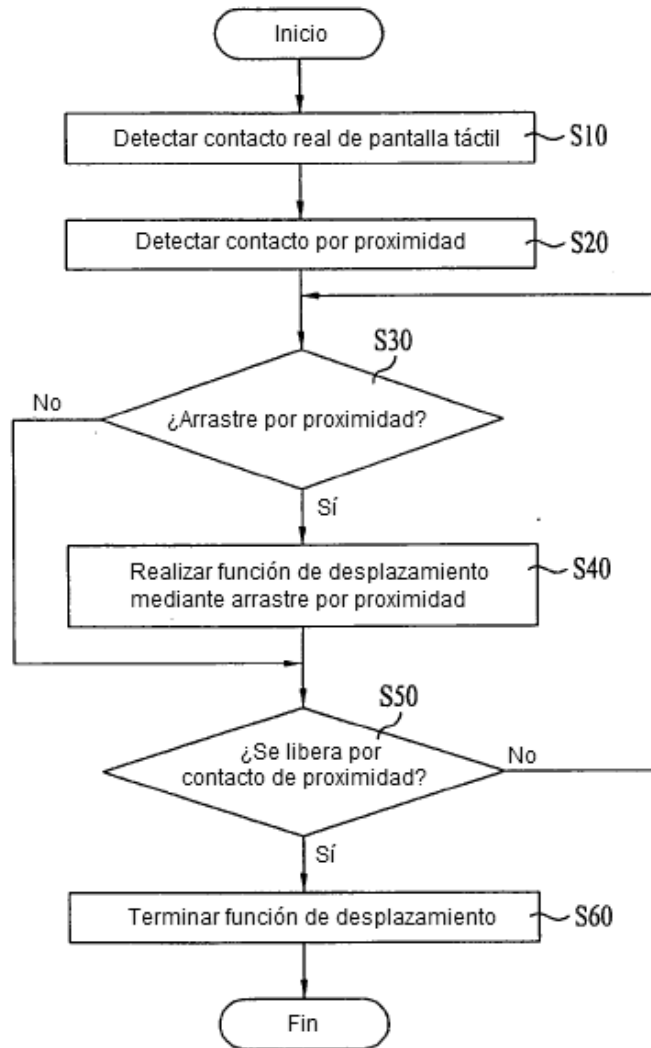 Inicio
Detectar contacto real de pantalla táctil
S10
Detectar contacto por proximidad
S20
S30
No
¿Arrastre por proximidad?
Sí
Realizar función de desplazamiento
mediante arrastre por proximidad
S40
S50
¿Se libera por
contacto de proximidad?
No
Sí
Terminar función de desplazamiento
S60
Fin